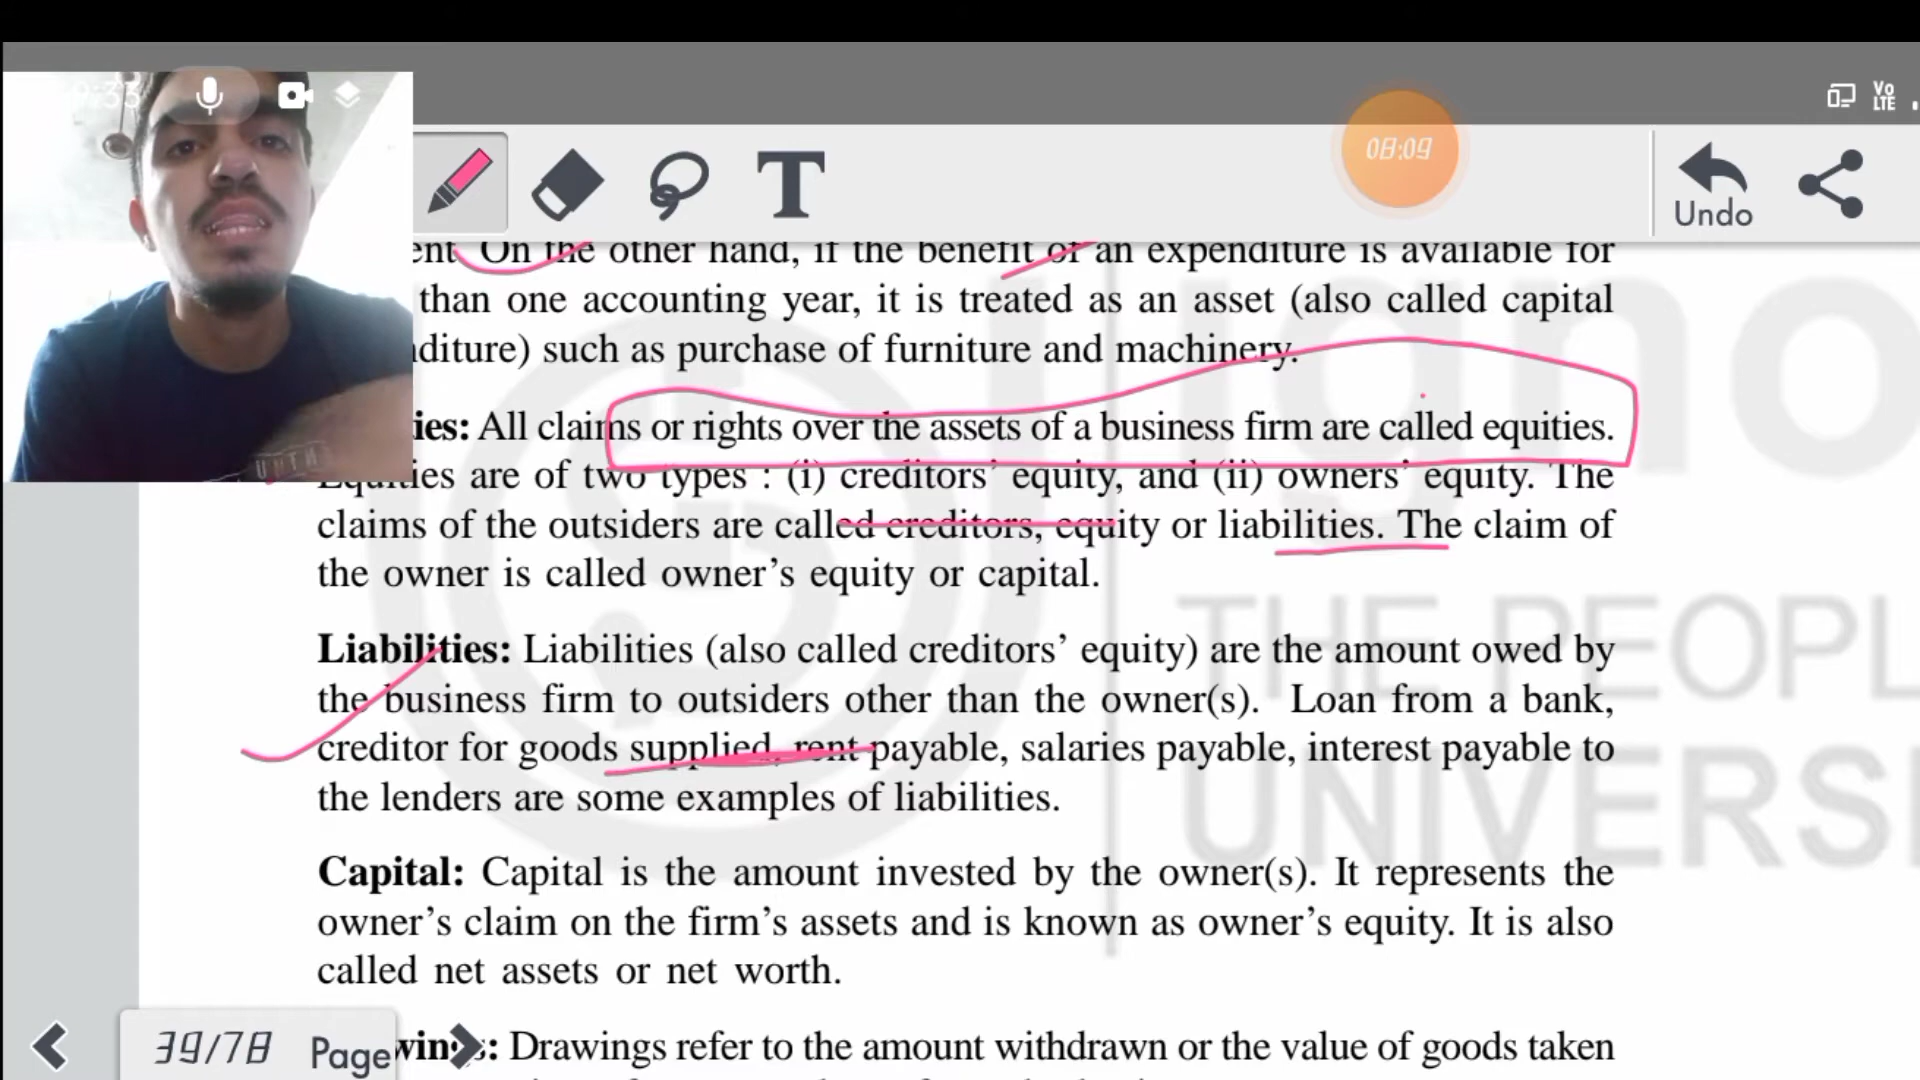 9:33
Vo
LTE
08:09
Undo
ent. On the other hand, if the benefit of an expenditure is available for
than one accounting year, it is treated as an asset (also called capital
diture) such as purchase of furniture and machinery.
ties: All claims or rights over the assets of a business firm are called equities.
Equities are of two types : (i) creditors’ equity, and (ii) owners’ equity. The
claims of the outsiders are called creditors, equity or liabilities. The claim of
the owner is called owner’s equity or capital.
Liabilities: Liabilities (also called creditors’ equity) are the amount owed by
the business firm to outsiders other than the owner(s). Loan from a bank,
creditor for goods supplied, rent payable, salaries payable, interest payable to
the lenders are some examples of liabilities.
Capital: Capital is the amount invested by the owner(s). It represents the
owner’s claim on the firm’s assets and is known as owner’s equity. It is also
called net assets or net worth.
wings: Drawings refer to the amount withdrawn or the value of goods taken
39/78 Page
igno
THE PEOPL
UNIVERS